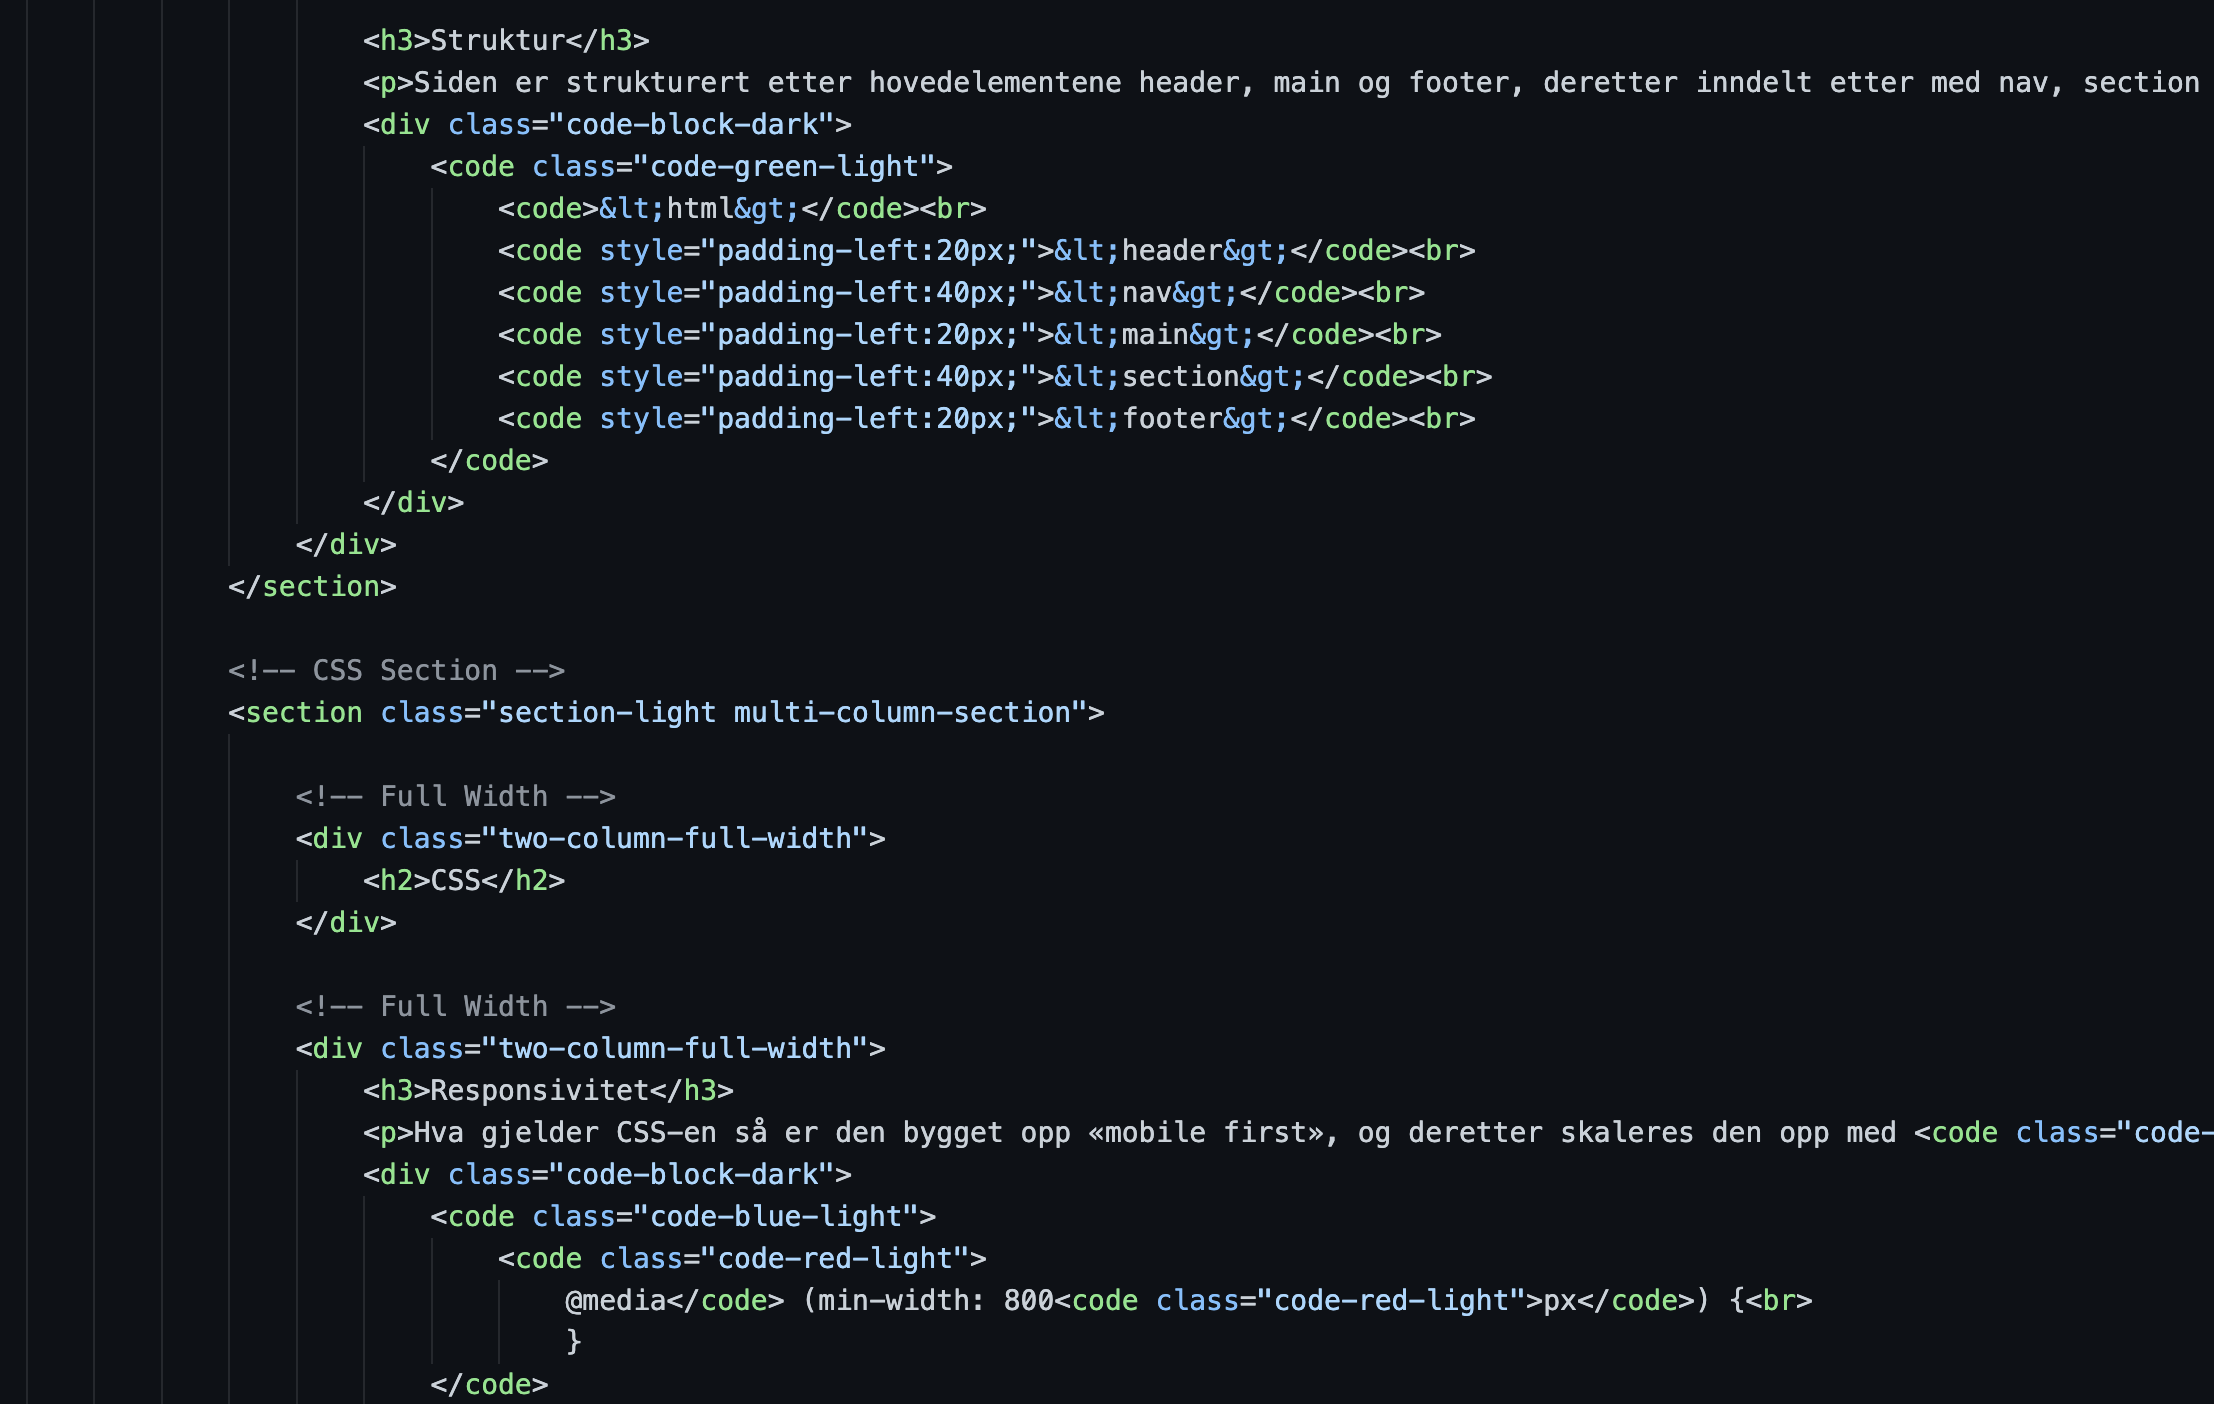 <h3>Struktur</h3>
<p>Siden er strukturert etter hovedelementene header, main og footer, deretter inndelt etter med nav, section
<div class="code-block-dark">
<code class="code-green-light">
<code>&lt;html&gt;</code><br>
<code style="padding-left:20px;">&lt;header&gt;</code><br>
<code style="padding-left:40px;">&lt;nav&gt;</code><br>
<code style="padding-left:20px;">&lt;main&gt;</code><br>
<code style="padding-left:40px;">&lt;section&gt;</code><br>
<code style="padding-left:20px;">&lt;footer&gt;</code><br>
</code>
</div>
</div>
</section>
<!-- CSS Section -->
<section class="section-light multi-column-section">
<!-- Full Width -->
<div class="two-column-full-width">
<h2>CSS</h2>
</div>
<!-- Full Width -->
<div class="two-column-full-width">
<h3>Responsivitet</h3>
<p>Hva gjelder CSS-en så er den bygget opp «mobile first», og deretter skaleres den opp med <code class="code-
<div class="code-block-dark">
<code class="code-blue-light">
<code class="code-red-light">
@media</code> (min-width: 800<code class="code-red-light">px</code>) {<br>
}
</code>